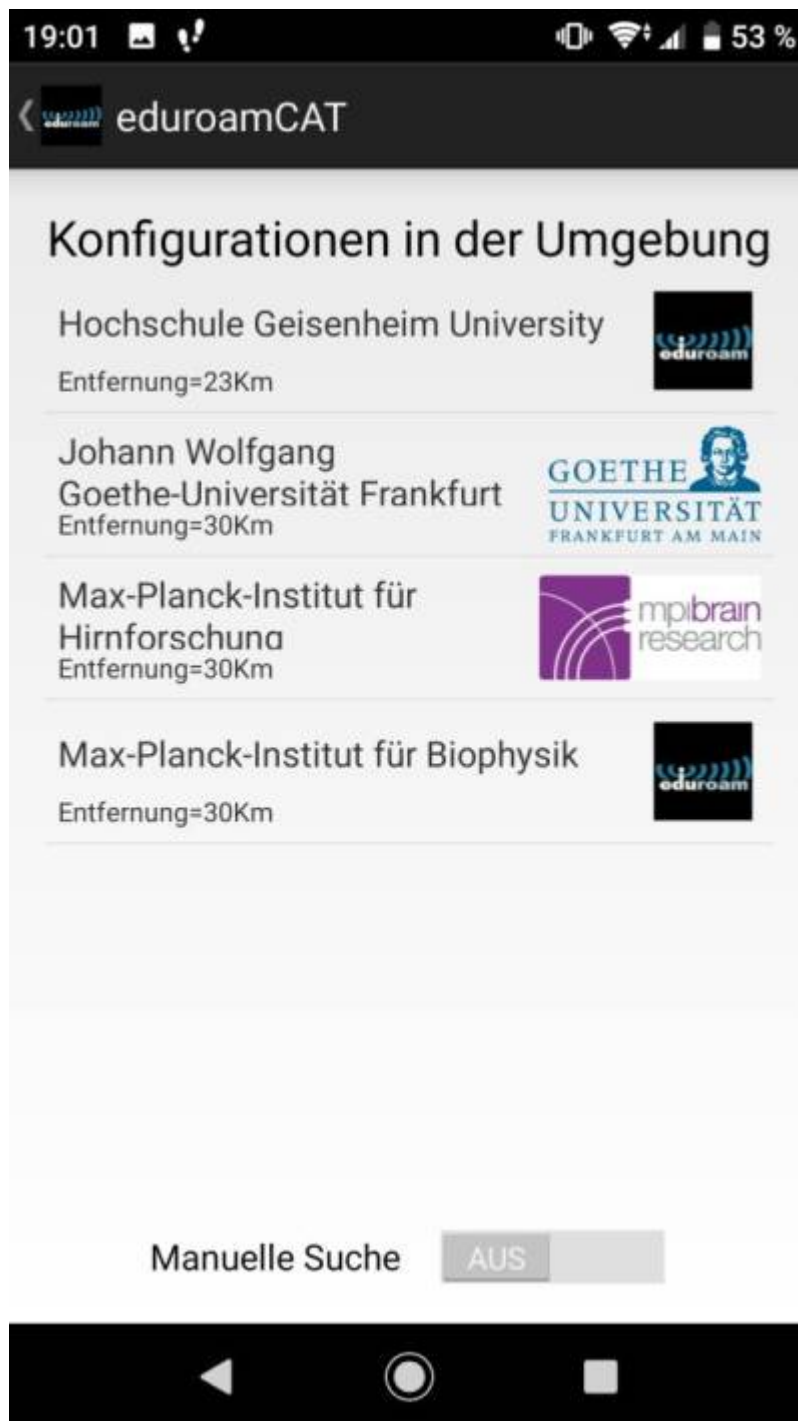 19:01
53 %
eduroam
eduroamCAT
Konfigurationen in der Umgebung
Hochschule Geisenheim University
eduroam
Entfernung=23Km
Johann Wolfgang
Goethe-Universität Frankfurt
Entfernung=30Km
GOETHE
UNIVERSITÄT
FRANKFURT AM MAIN
Max-Planck-Institut für
Hirnforschung
Entfernung=30Km
mpibrain
research
Max-Planck-Institut für Biophysik
eduroam
Entfernung=30Km
Manuelle Suche
AUS